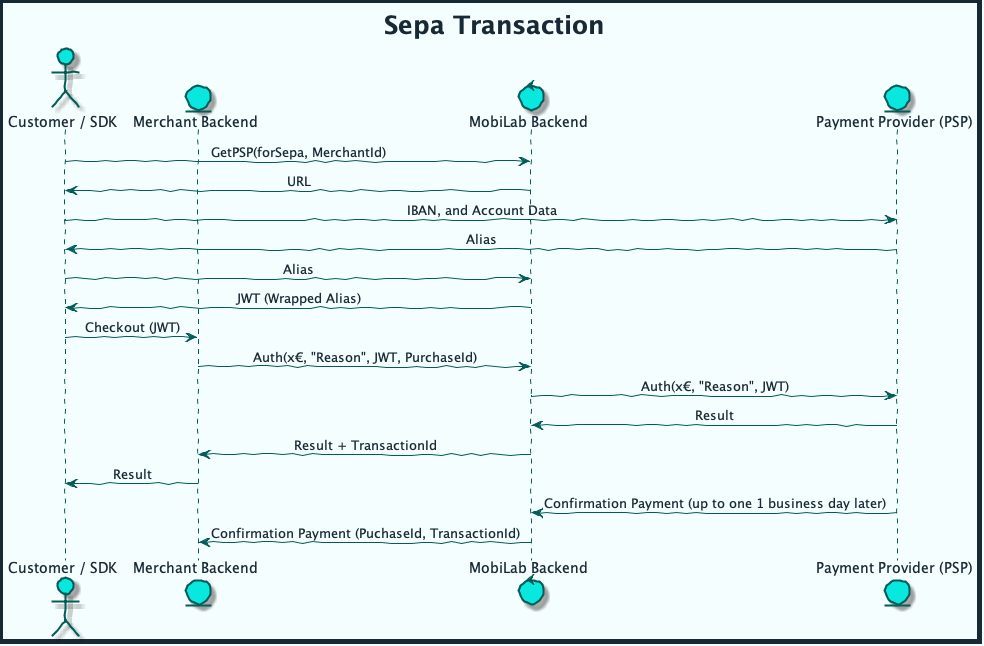 Sepa Transaction
Customer / SDK
Merchant Backend
MobiLab Backend
Payment Provider (PSP)
GetPSP(forSepa, MerchantId)
URL
IBAN, and Account Data
Alias
Alias
JWT (Wrapped Alias)
Checkout (JWT)
Auth(x€, "Reason", JWT, PurchaseId)
Auth(x€, "Reason", JWT)
Result
Result + TransactionId
Result
Confirmation Payment (up to one 1 business day later)
Confirmation Payment (PuchaseId, TransactionId)
Customer / SDK
Merchant Backend
MobiLab Backend
Payment Provider (PSP)